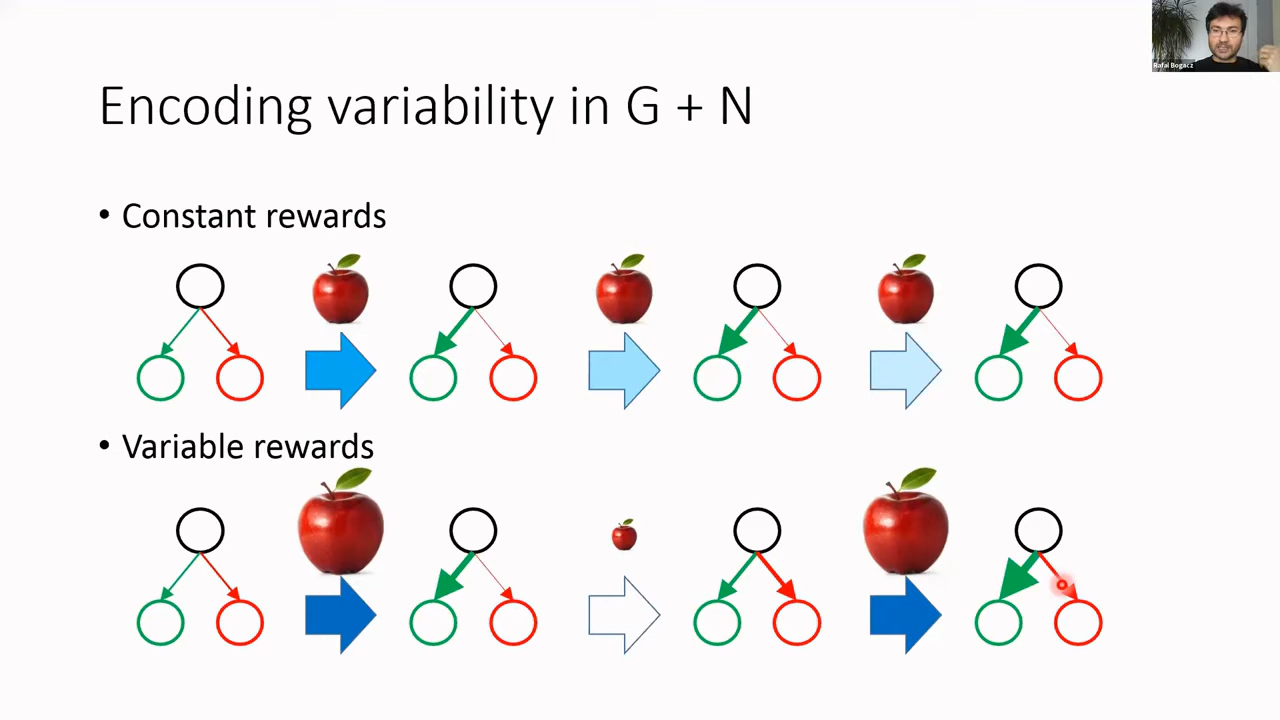 Rafal Bogacz
Encoding variability in G + N
• Constant rewards
• Variable rewards